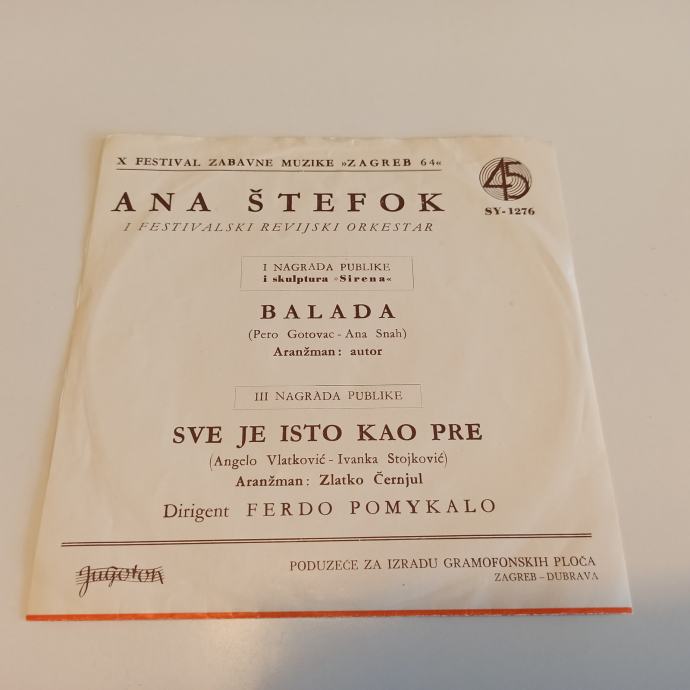 X FESTIVAL ZABAVNE MUZIKE »ZAGREB 64«
45
SY-1276
ANA ŠTEFOK
I FESTIVALSKI REVIJSKI ORKESTAR
I NAGRADA PUBLIKE
i skulptura »Sirena«
BALADA
(Pero Gotovac - Ana Snah)
Aranžman: autor
III NAGRADA PUBLIKE
SVE JE ISTO KAO PRE
(Angelo Vlatković - Ivanka Stojković)
Aranžman: Zlatko Černjul
Dirigent FERDO POMYKALO
jugoton
PODUZEĆE ZA IZRADU GRAMOFONSKIH PLOČA
ZAGREB - DUBRAVA